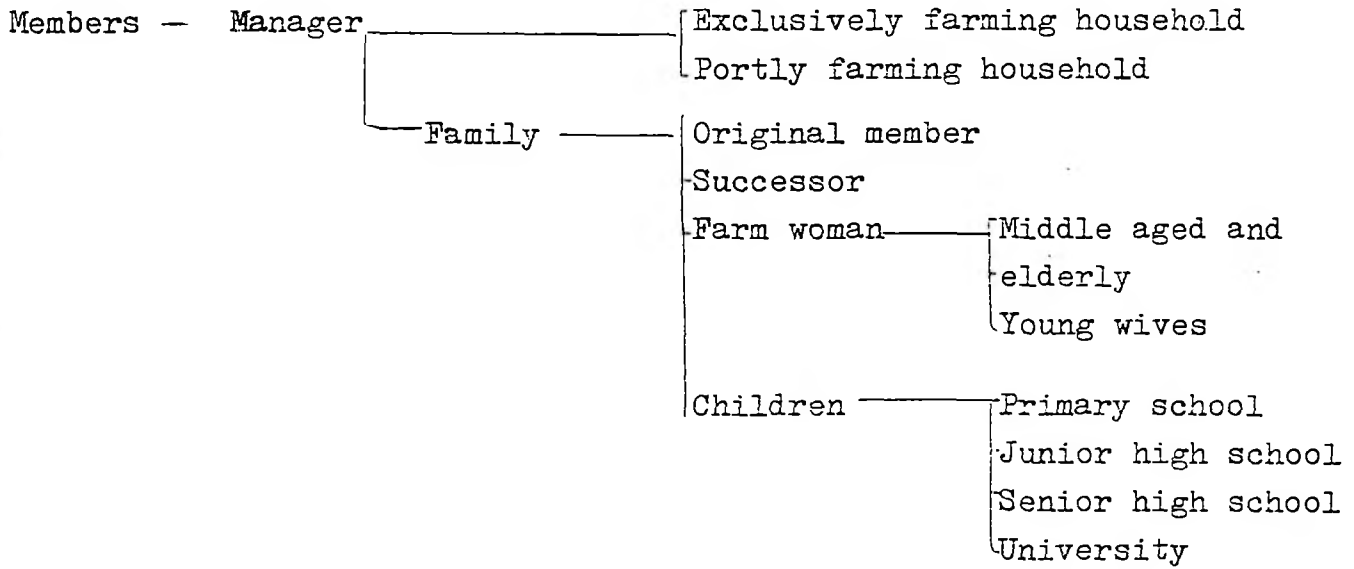 Members — Manager Exclusively farming household
Portly farming household
Family Original member
Successor
Farm woman Middle aged and
elderly
Young wives
Children Primary school
Junior high school
Senior high school
University